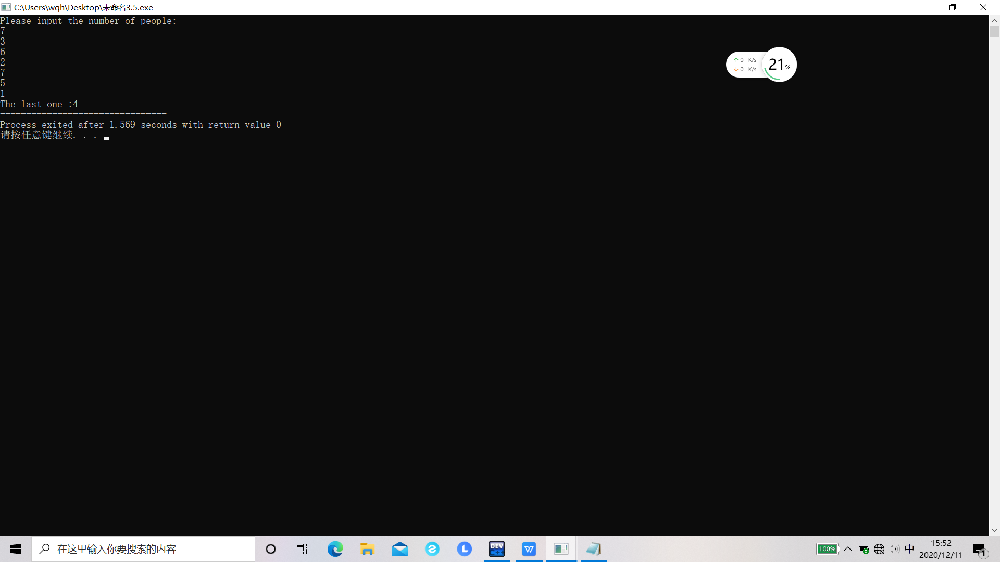 C:\Users\wqh\Desktop\未命名3.5.exe
Please input the number of people:
7
3
6
2
7
5
1
The last one :4
--------------------------------
Process exited after 1.569 seconds with return value 0
请按任意键继续. . .
↑ 0 K/s
↓ 0 K/s
21%
在这里输入你要搜索的内容
DEV
C++
W
L
100%
中
15:52
2020/12/11
1